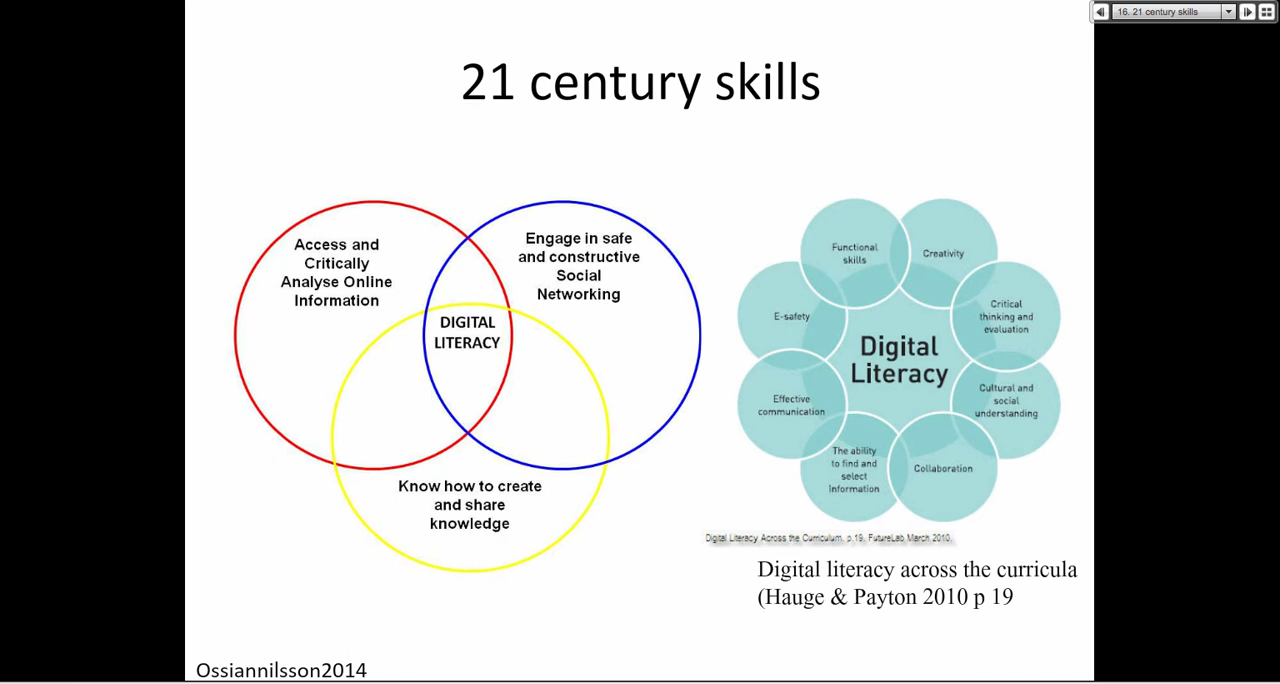 16. 21 century skills
21 century skills
Access and
Critically
Analyse Online
Information
Engage in safe
and constructive
Social
Networking
DIGITAL
LITERACY
Know how to create
and share
knowledge
Functional
skills
Creativity
Critical
thinking and
evaluation
Cultural and
social
understanding
Collaboration
The ability
to find and
select
information
Effective
communication
E-safety
Digital
Literacy
Digital Literacy Across the Curriculum, p.19, FutureLab March 2010.
Digital literacy across the curricula
(Hauge & Payton 2010 p 19
Ossiannilsson2014